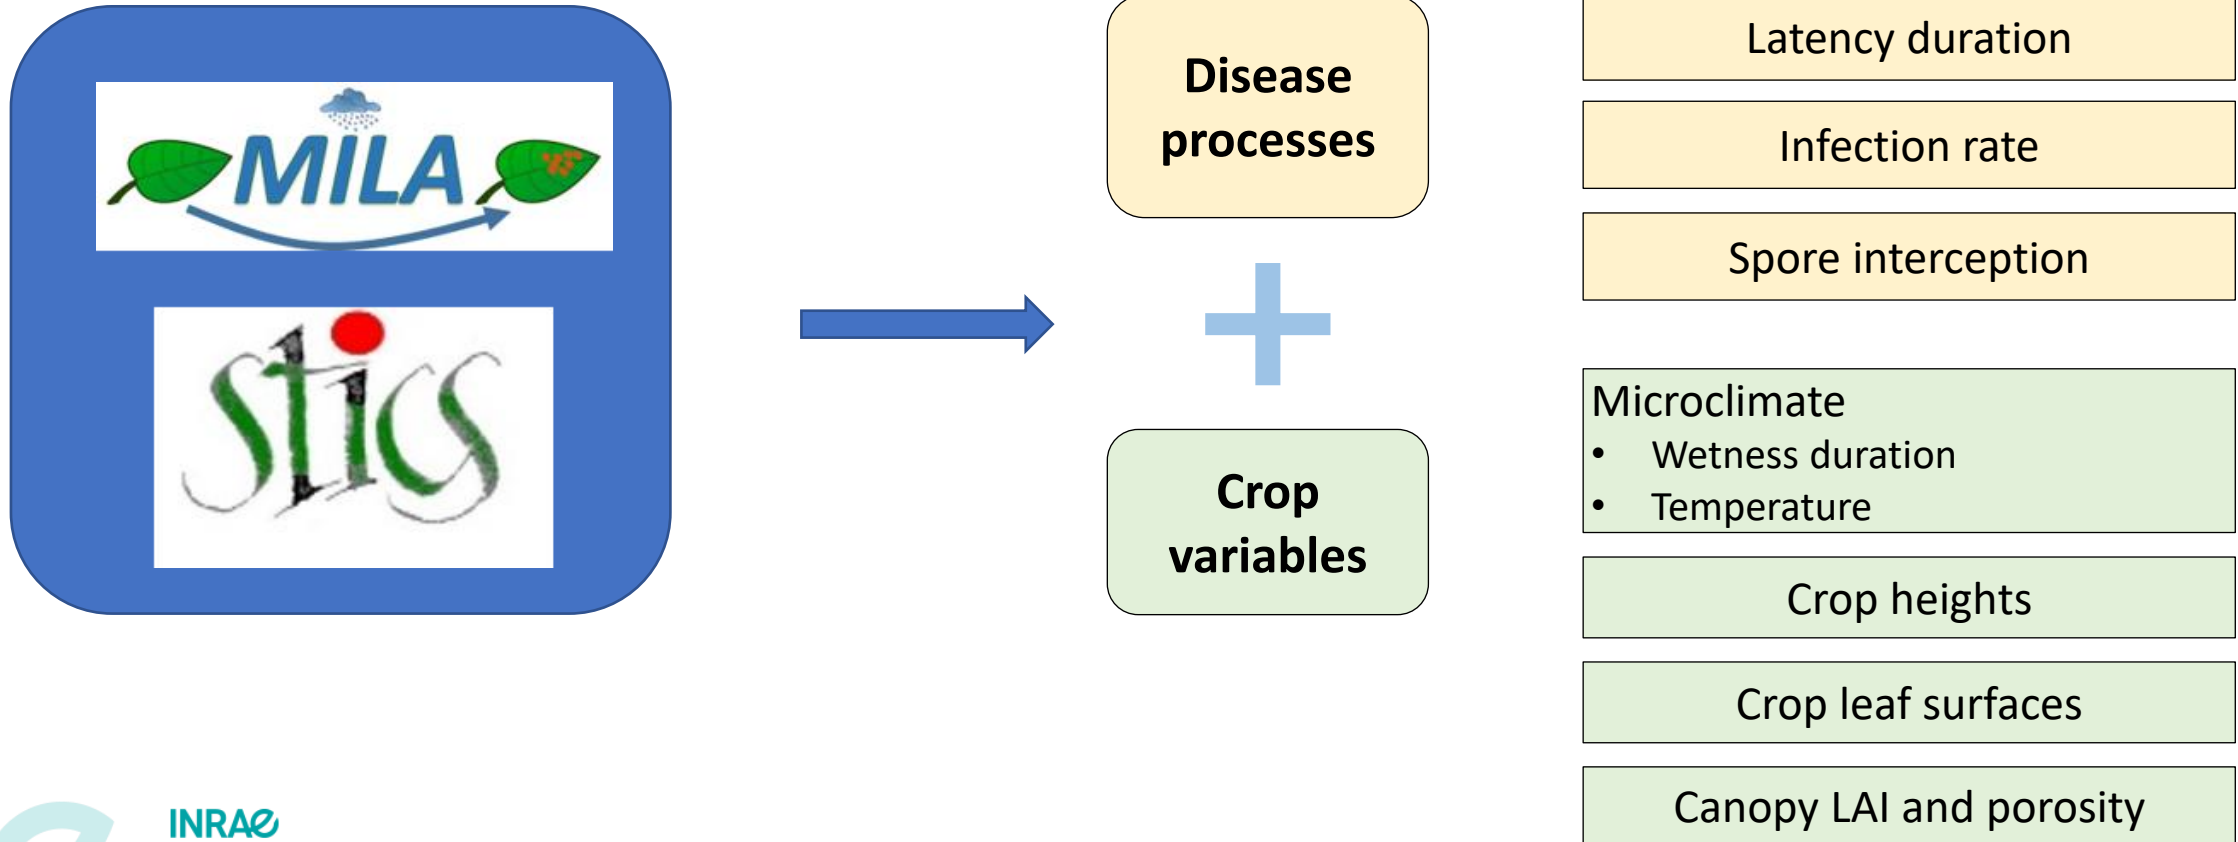 MILA
STICS
INRAE
Disease
processes
Crop
variables
Latency duration
Infection rate
Spore interception
Microclimate
• Wetness duration
• Temperature
Crop heights
Crop leaf surfaces
Canopy LAI and porosity